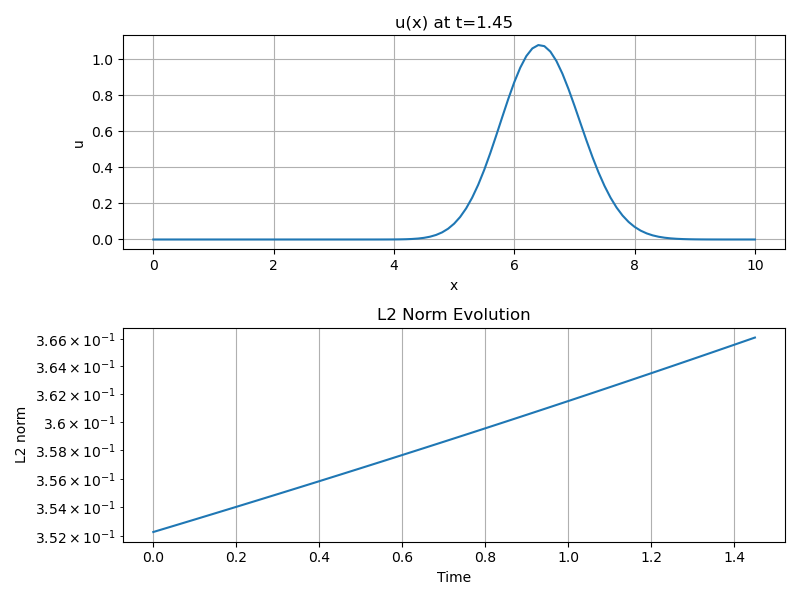 u(x) at t=1.45
1.0
0.8
0.6
0.4
0.2
0.0
u
0 2 4 6 8 10
x
L2 Norm Evolution
3.66 × 10⁻¹
3.64 × 10⁻¹
3.62 × 10⁻¹
3.6 × 10⁻¹
3.58 × 10⁻¹
3.56 × 10⁻¹
3.54 × 10⁻¹
3.52 × 10⁻¹
L2 norm
0.0 0.2 0.4 0.6 0.8 1.0 1.2 1.4
Time